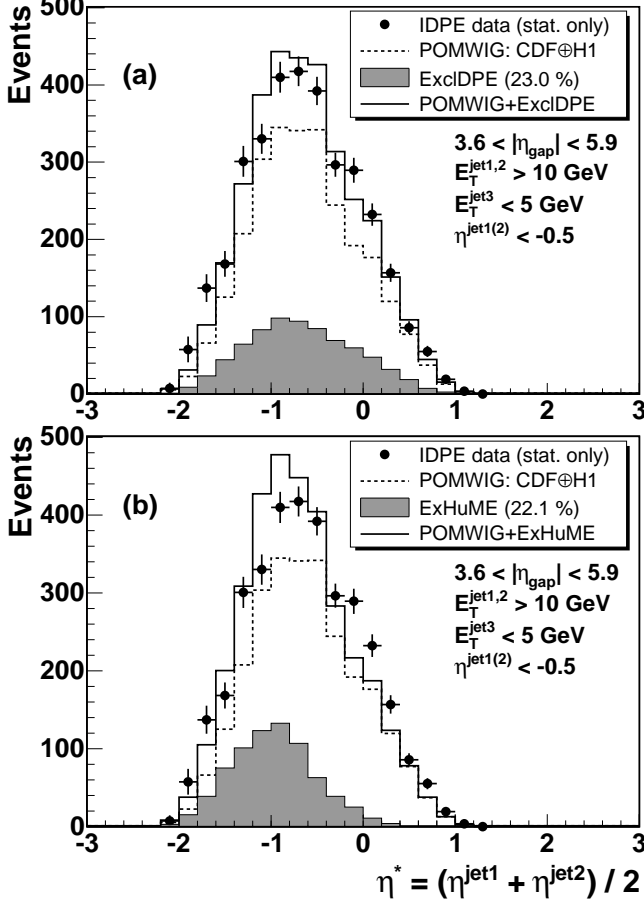 Events
500
400
300
200
100
0
(a)
IDPE data (stat. only)
POMWIG: CDF⊕H1
ExclDPE (23.0 %)
POMWIG+ExclDPE
3.6 < |η_gap| < 5.9
E_T^jet1,2 > 10 GeV
E_T^jet3 < 5 GeV
η^jet1(2) < -0.5
-3 -2 -1 0 1 2 3
Events
500
400
300
200
100
0
(b)
IDPE data (stat. only)
POMWIG: CDF⊕H1
ExHuME (22.1 %)
POMWIG+ExHuME
3.6 < |η_gap| < 5.9
E_T^jet1,2 > 10 GeV
E_T^jet3 < 5 GeV
η^jet1(2) < -0.5
-3 -2 -1 0 1 2 3
η^* = (η^jet1 + η^jet2) / 2